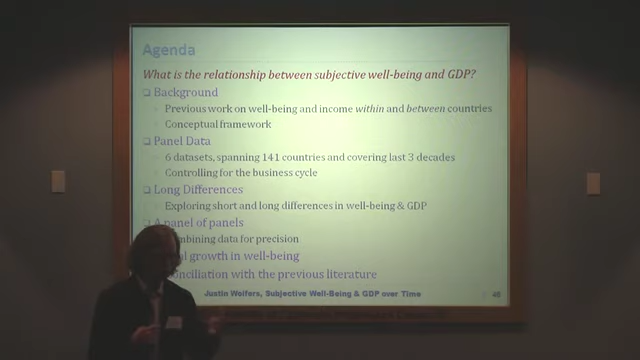 Agenda
What is the relationship between subjective well-being and GDP?
Background
Previous work on well-being and income within and between countries
Conceptual framework
Panel Data
6 datasets, spanning 141 countries and covering last 3 decades
Controlling for the business cycle
Long Differences
Exploring short and long differences in well-being & GDP
A panel of panels
mbining data for precision
growth in well-being
nciliation with the previous literature
Justin Wolfers, Subjective Well-Being & GDP over Time
46